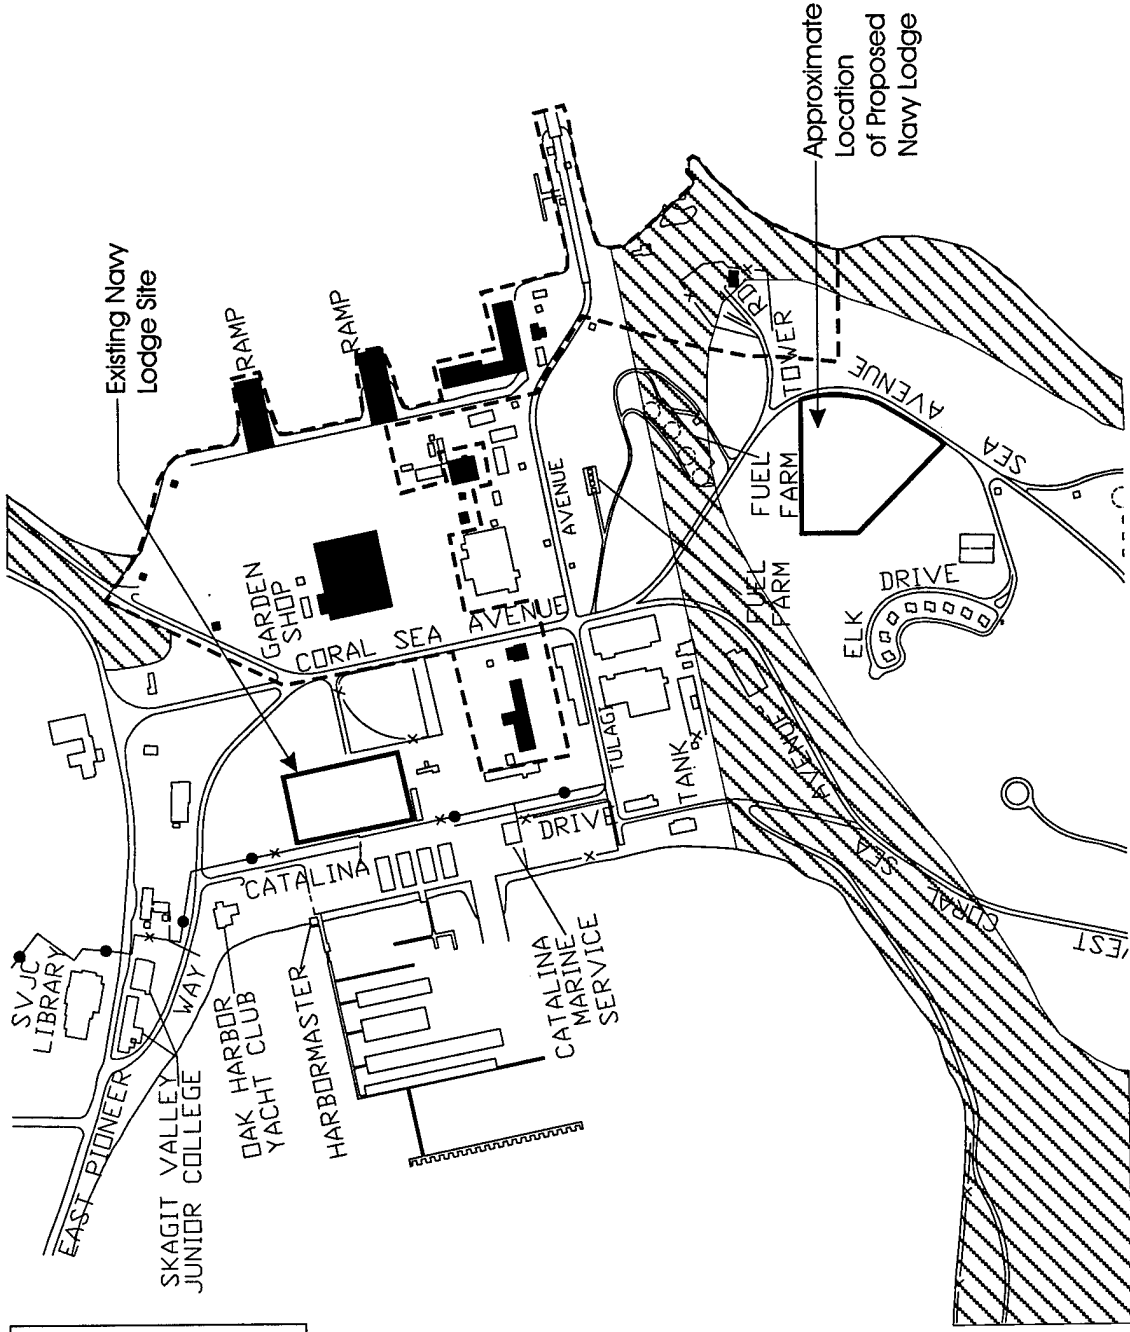 Existing Navy
Lodge Site
RAMP
RAMP
Approximate
Location
of Proposed
Navy Lodge
GARDEN
SHOP
CORAL SEA AVENUE
AVENUE
TULAGI
TOWER
RD
FUEL
FARM
FUEL
FARM
AVENUE
SEA
ELK
DRIVE
TANK
DRIVE
CATALINA
AVENUE
SEA
CORAL
SVJC
LIBRARY
WAY
EAST PIONEER
SKAGIT VALLEY
JUNIOR COLLEGE
OAK HARBOR
YACHT CLUB
HARBORMASTER
CATALINA
MARINE
SERVICE